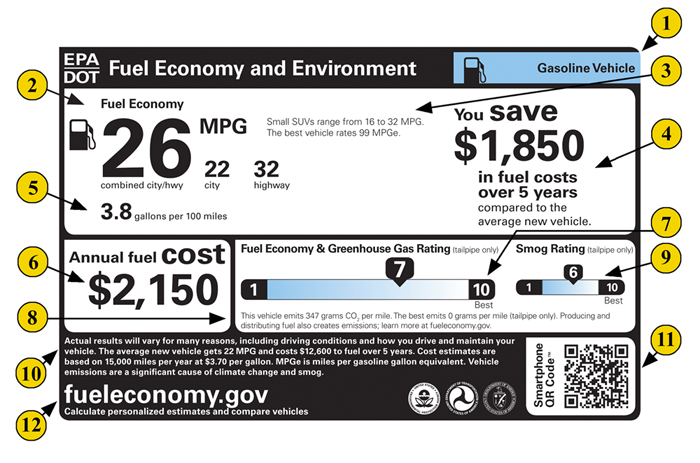 1
EPA
DOT
Fuel Economy and Environment
Gasoline Vehicle
2
3
Fuel Economy
26
MPG
combined city/hwy
22
city
32
highway
Small SUVs range from 16 to 32 MPG.
The best vehicle rates 99 MPGe.
You save
$1,850
in fuel costs
over 5 years
compared to the
average new vehicle.
4
5
3.8 gallons per 100 miles
6
Annual fuel cost
$2,150
7
Fuel Economy & Greenhouse Gas Rating (tailpipe only)
1
7
10
Best
Smog Rating (tailpipe only)
1
6
10
Best
9
8
This vehicle emits 347 grams CO2 per mile. The best emits 0 grams per mile (tailpipe only). Producing and
distributing fuel also creates emissions; learn more at fueleconomy.gov.
10
Actual results will vary for many reasons, including driving conditions and how you drive and maintain your
vehicle. The average new vehicle gets 22 MPG and costs $12,600 to fuel over 5 years. Cost estimates are
based on 15,000 miles per year at $3.70 per gallon. MPGe is miles per gasoline gallon equivalent. Vehicle
emissions are a significant cause of climate change and smog.
11
Smartphone
QR Code™
12
fueleconomy.gov
Calculate personalized estimates and compare vehicles